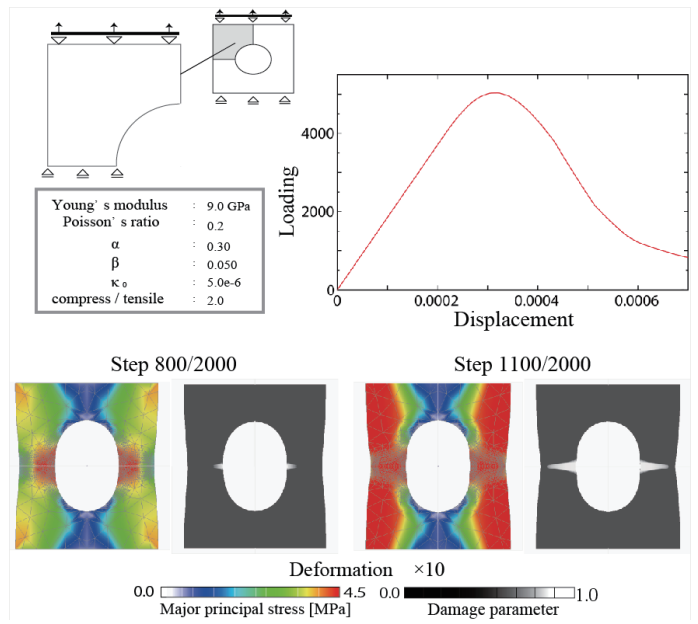 Young' s modulus : 9.0 GPa
Poisson' s ratio : 0.2
α : 0.30
β : 0.050
κ₀ : 5.0e-6
compress / tensile : 2.0
Loading
4000
2000
0
0 0.0002 0.0004 0.0006
Displacement
Step 800/2000 Step 1100/2000
Deformation ×10
0.0 4.5 0.0 1.0
Major principal stress [MPa] Damage parameter